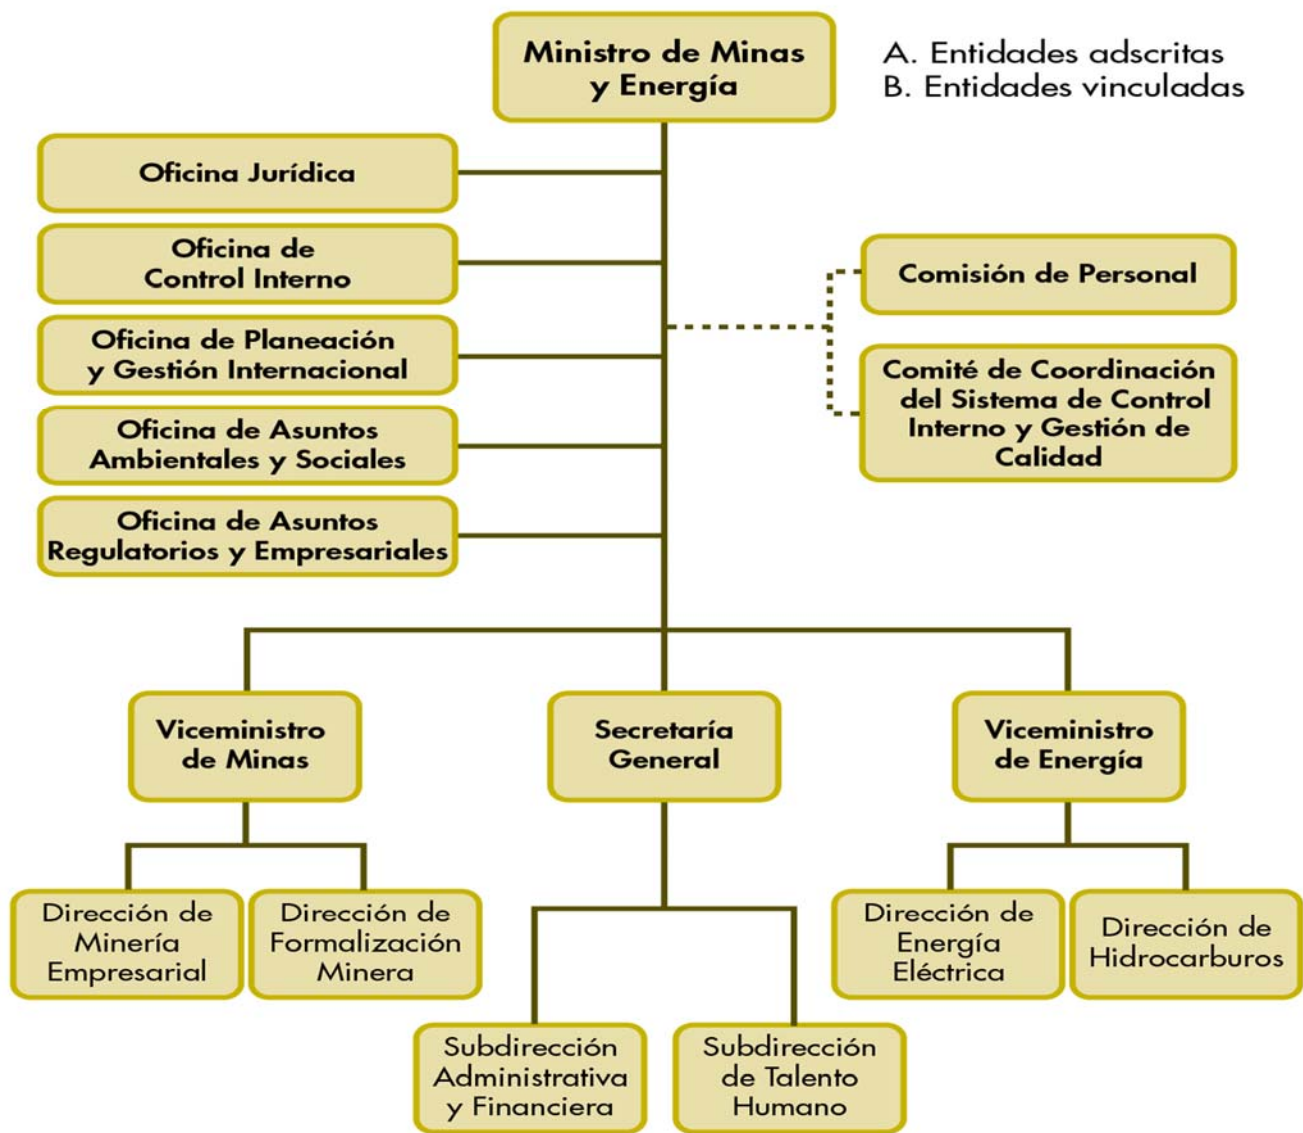 Ministro de Minas
y Energía
A. Entidades adscritas
B. Entidades vinculadas
Oficina Jurídica
Oficina de
Control Interno
Oficina de Planeación
y Gestión Internacional
Oficina de Asuntos
Ambientales y Sociales
Oficina de Asuntos
Regulatorios y Empresariales
Comisión de Personal
Comité de Coordinación
del Sistema de Control
Interno y Gestión de
Calidad
Viceministro
de Minas
Secretaría
General
Viceministro
de Energía
Dirección de
Minería
Empresarial
Dirección de
Formalización
Minera
Dirección de
Energía
Eléctrica
Dirección de
Hidrocarburos
Subdirección
Administrativa
y Financiera
Subdirección
de Talento
Humano